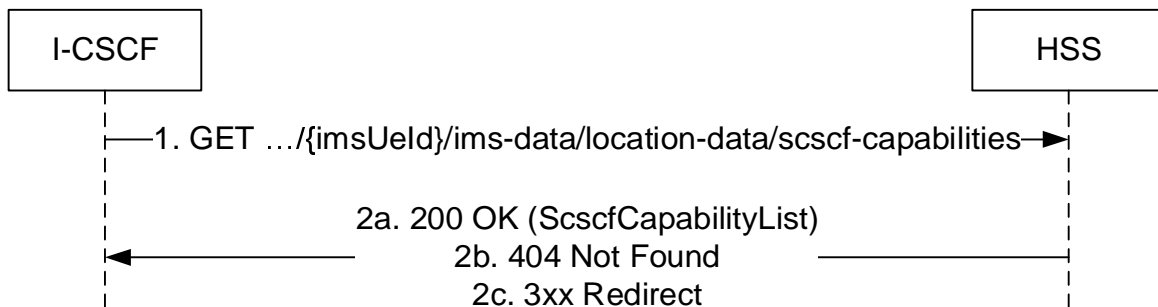 I-CSCF
HSS
1. GET …/{imsUeId}/ims-data/location-data/scscf-capabilities
2a. 200 OK (ScscfCapabilityList)
2b. 404 Not Found
2c. 3xx Redirect